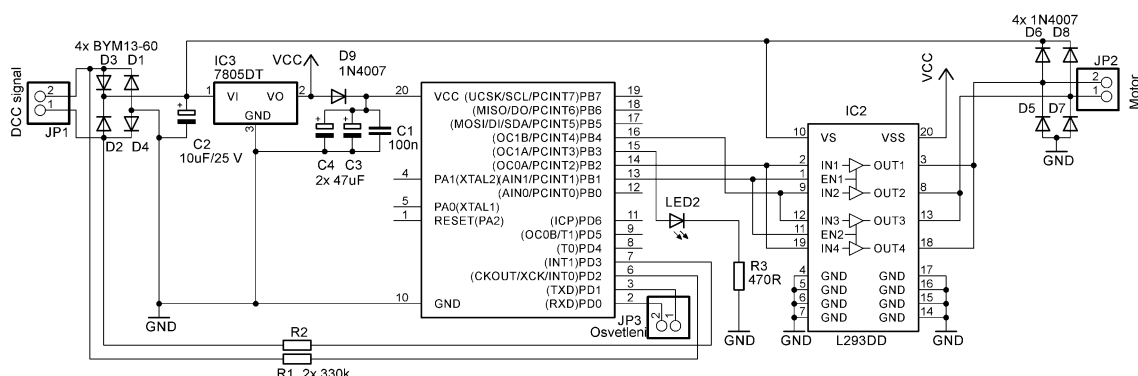 4x BYM13-60
D3 D1
DCC signal
2
1
JP1
D2 D4
+
C2
10uF/25 V
IC3
7805DT
1 VI VO 2
GND
3
VCC
D9
1N4007
+ +
C4 C3
2x 47uF
C1
100n
GND
20 VCC (UCSK/SCL/PCINT7)PB7 19
(MISO/DO/PCINT6)PB6 18
(MOSI/DI/SDA/PCINT5)PB5 17
(OC1B/PCINT4)PB4 16
(OC1A/PCINT3)PB3 15
(OC0A/PCINT2)PB2 14
4 PA1(XTAL2)(AIN1/PCINT1)PB1 13
(AIN0/PCINT0)PB0 12
5 PA0(XTAL1)
1 RESET(PA2) (ICP)PD6 11
(OC0B/T1)PD5 9
(T0)PD4 8
(INT1)PD3 7
(CKOUT/XCK/INT0)PD2 6
(TXD)PD1 3
10 GND (RXD)PD0 2
JP3
2 1
Osvetleni
R2
R1 2x 330k
LED2
R3
470R
GND
IC2
10 VS VSS 20
2 IN1 OUT1 3
1 EN1
9 IN2 OUT2 8
12 IN3 OUT3 13
11 EN2
19 IN4 OUT4 18
4 GND GND 17
5 GND GND 16
6 GND GND 15
7 GND GND 14
GND GND
L293DD
VCC
4x 1N4007
D6 D8
D5 D7
GND
JP2
2
1
Motor